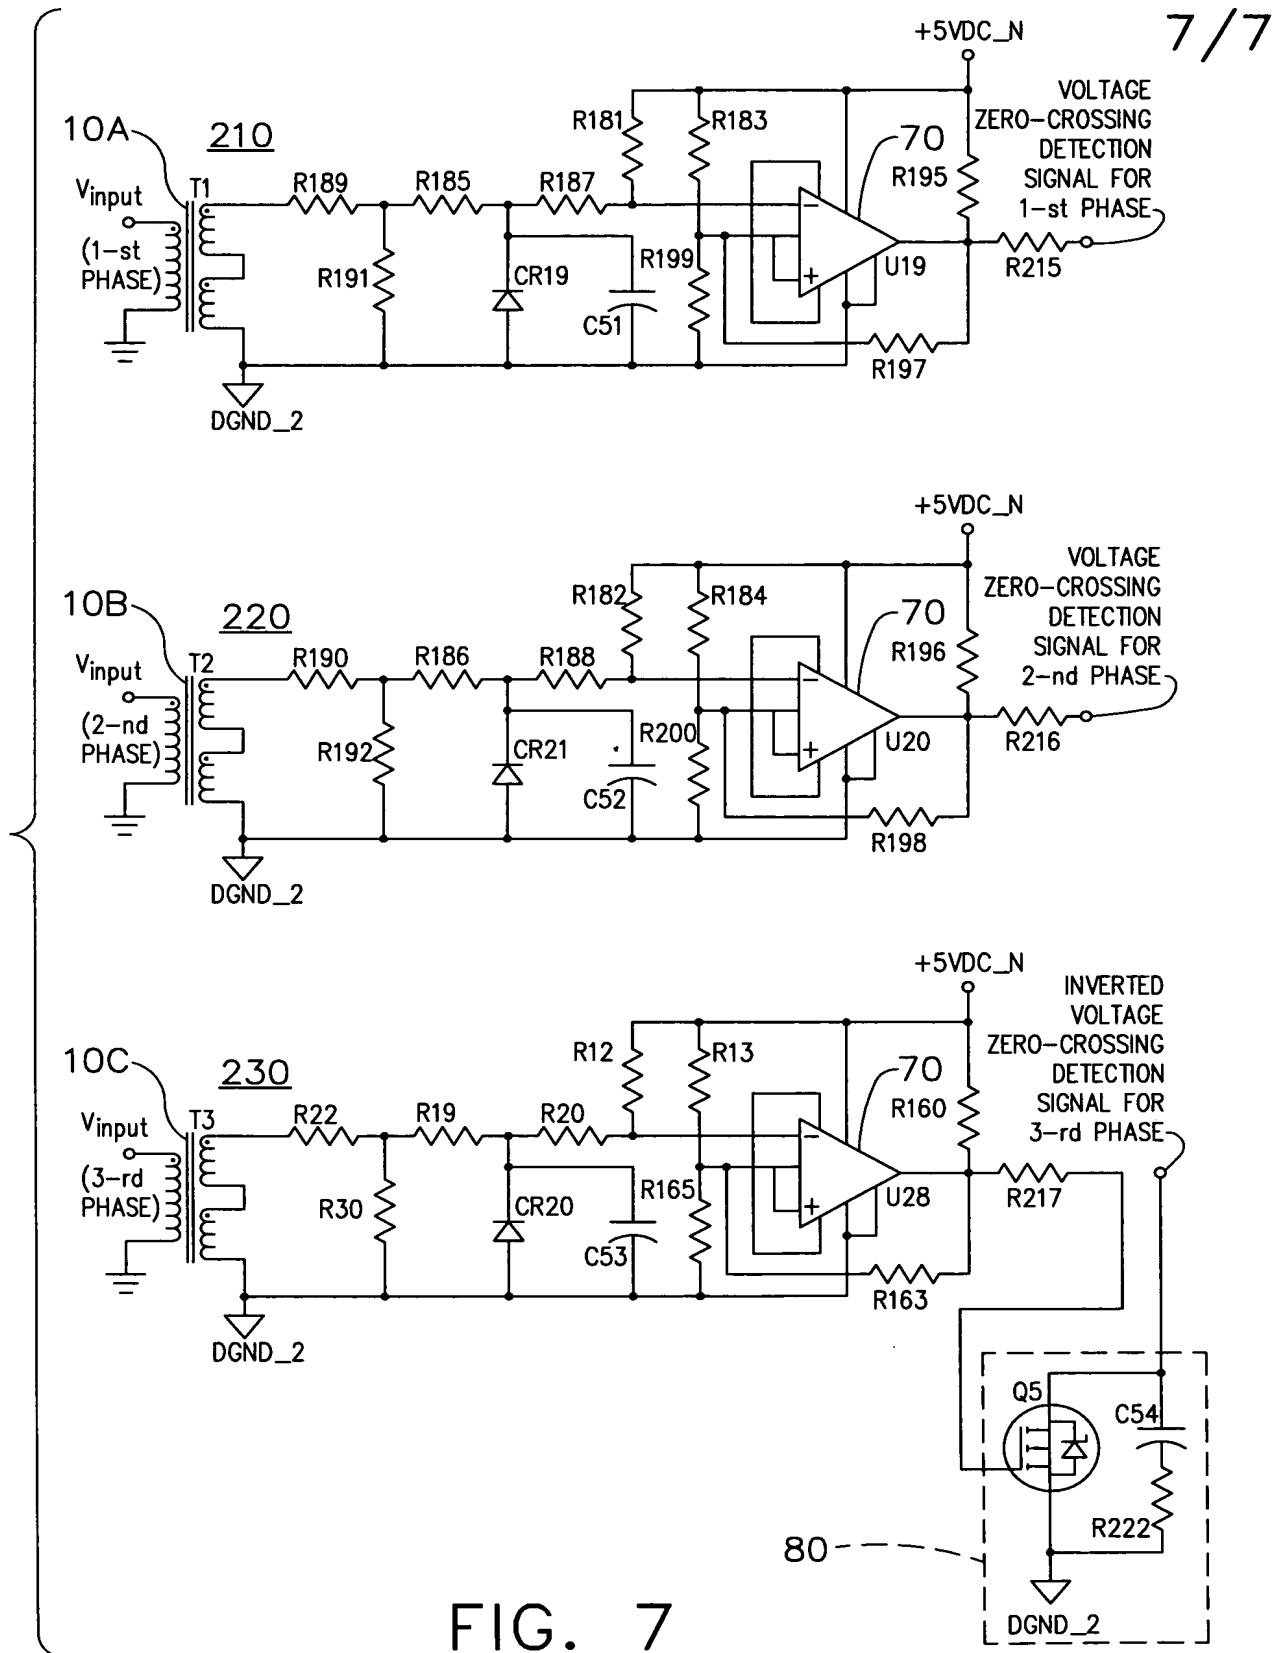 7/7
+5VDC_N
VOLTAGE
ZERO-CROSSING
DETECTION
SIGNAL FOR
1-st PHASE
10A
210
R181
R183
70
R195
Vinput
(1-st
PHASE)
T1
R189
R185
R187
R191
CR19
C51
R199
−
+
U19
R215
R197
DGND_2
+5VDC_N
VOLTAGE
ZERO-CROSSING
DETECTION
SIGNAL FOR
2-nd PHASE
10B
220
R182
R184
70
R196
Vinput
(2-nd
PHASE)
T2
R190
R186
R188
R192
CR21
C52
R200
−
+
U20
R216
R198
DGND_2
+5VDC_N
INVERTED
VOLTAGE
ZERO-CROSSING
DETECTION
SIGNAL FOR
3-rd PHASE
10C
230
R12
R13
70
R160
Vinput
(3-rd
PHASE)
T3
R22
R19
R20
R30
CR20
C53
R165
−
+
U28
R217
R163
DGND_2
Q5
C54
R222
80
DGND_2
FIG. 7